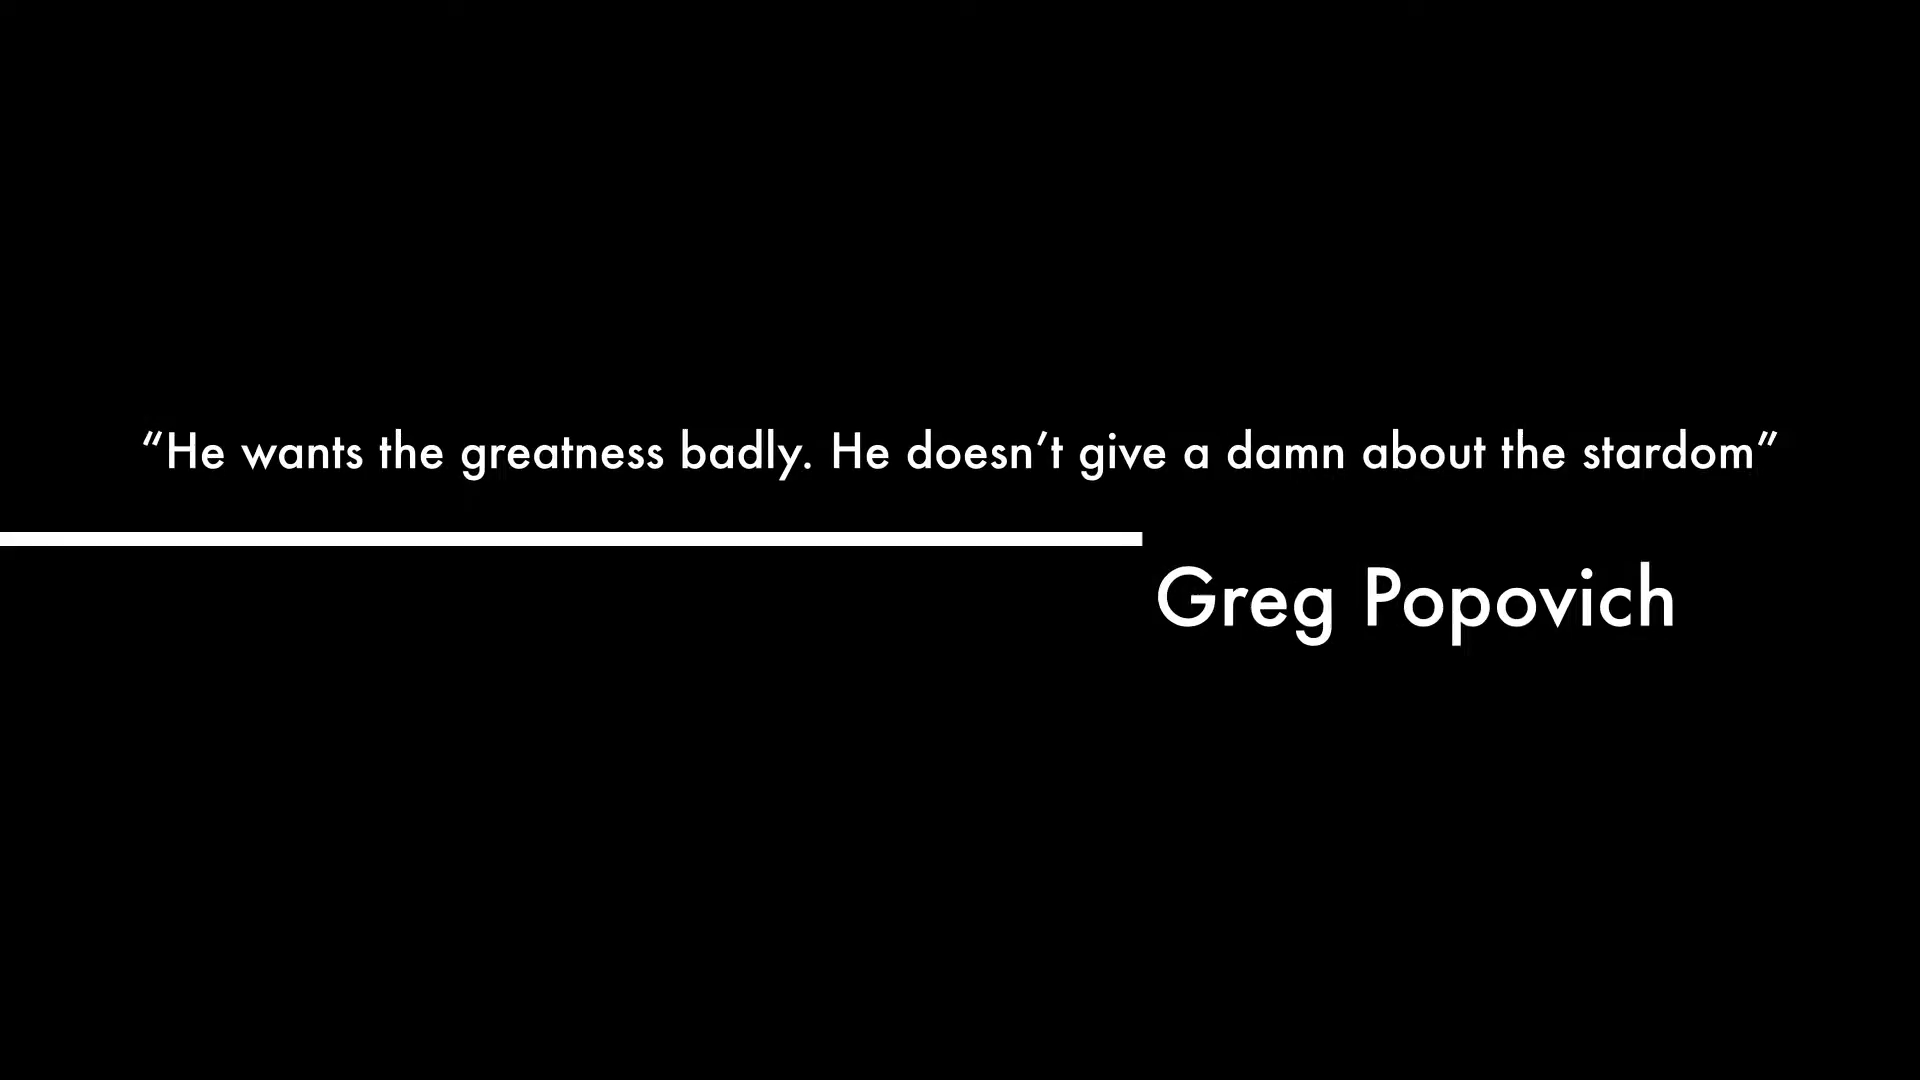 “He wants the greatness badly. He doesn’t give a damn about the stardom”
Greg Popovich